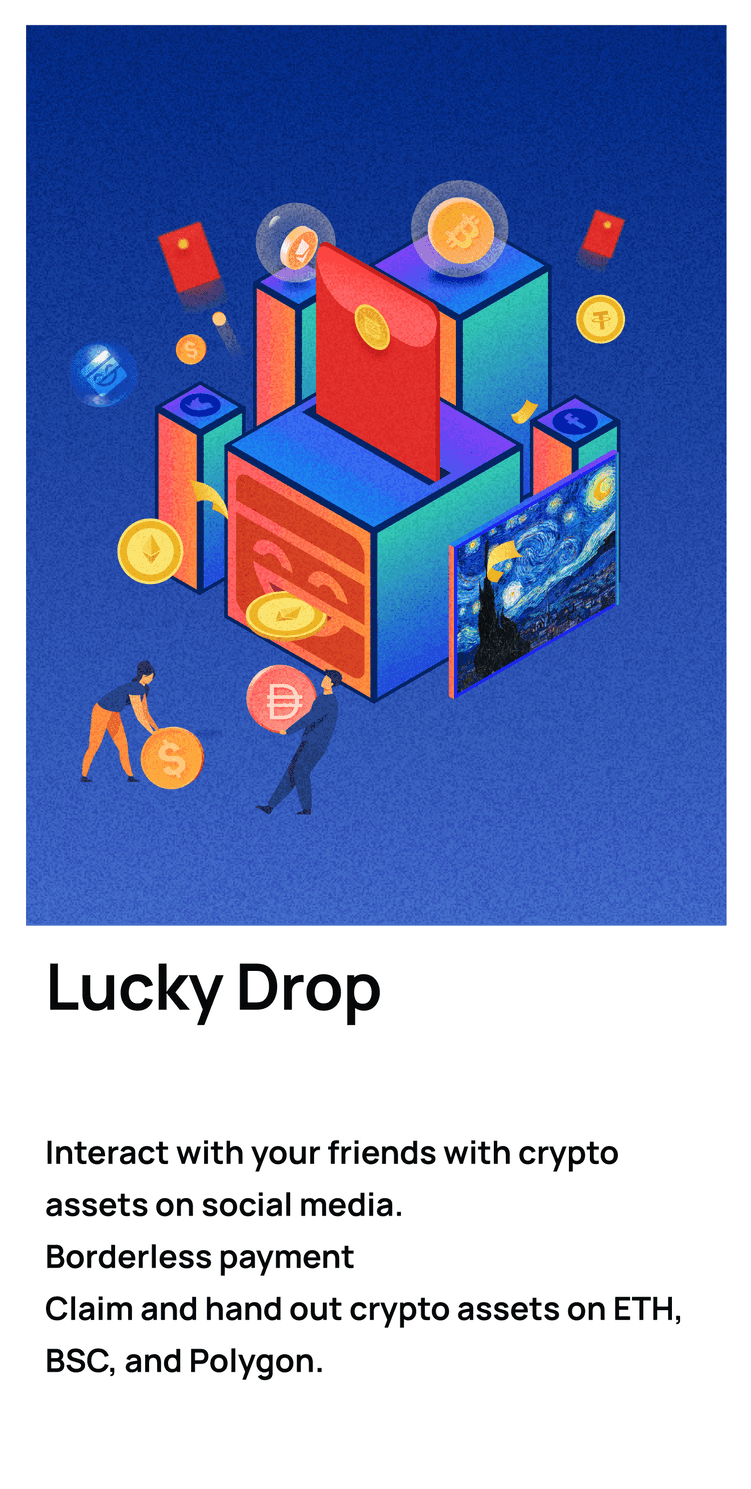 Lucky Drop
Interact with your friends with crypto
assets on social media.
Borderless payment
Claim and hand out crypto assets on ETH,
BSC, and Polygon.